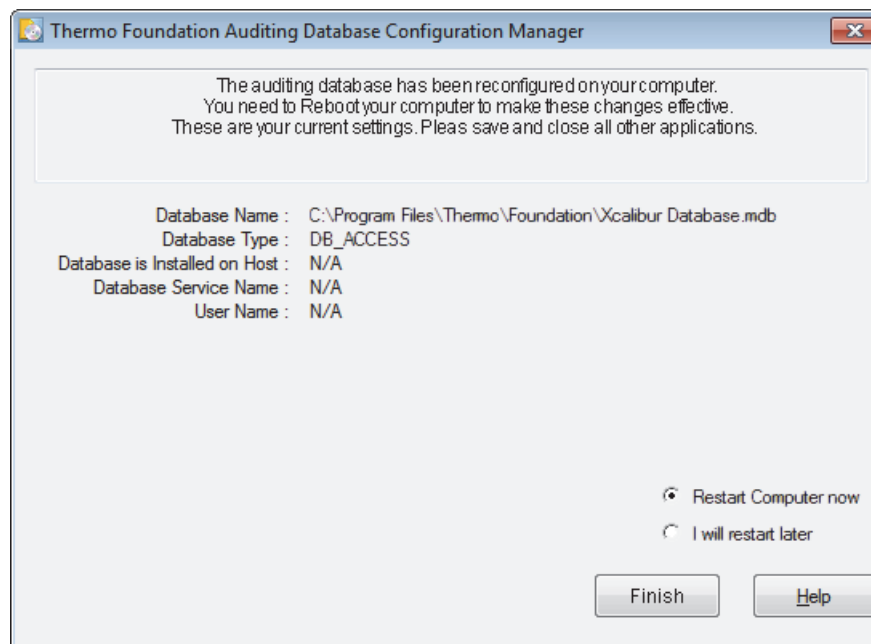 Thermo Foundation Auditing Database Configuration Manager
The auditing database has been reconfigured on your computer.
You need to Reboot your computer to make these changes effective.
These are your current settings. Pleas save and close all other applications.
Database Name : C:\Program Files\Thermo\Foundation\Xcalibur Database.mdb
Database Type : DB_ACCESS
Database is Installed on Host : N/A
Database Service Name : N/A
User Name : N/A
Restart Computer now
I will restart later
Finish Help